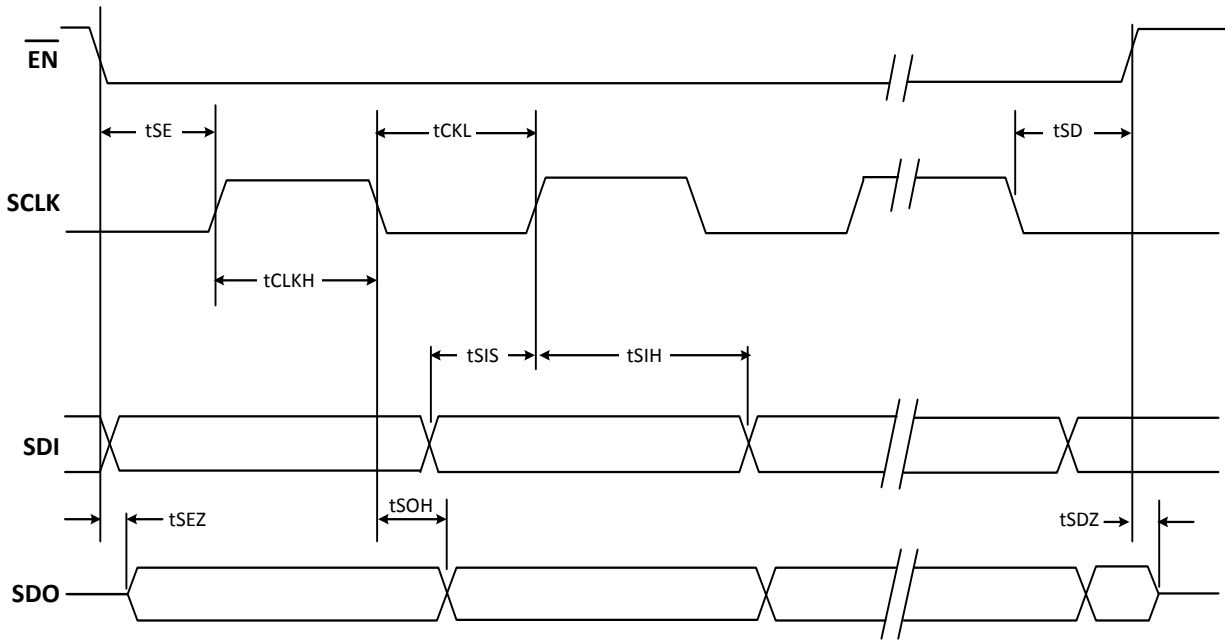 EN
tSE
tCKL
tSD
SCLK
tCLKH
tSIS
tSIH
SDI
tSEZ
tSOH
tSDZ
SDO